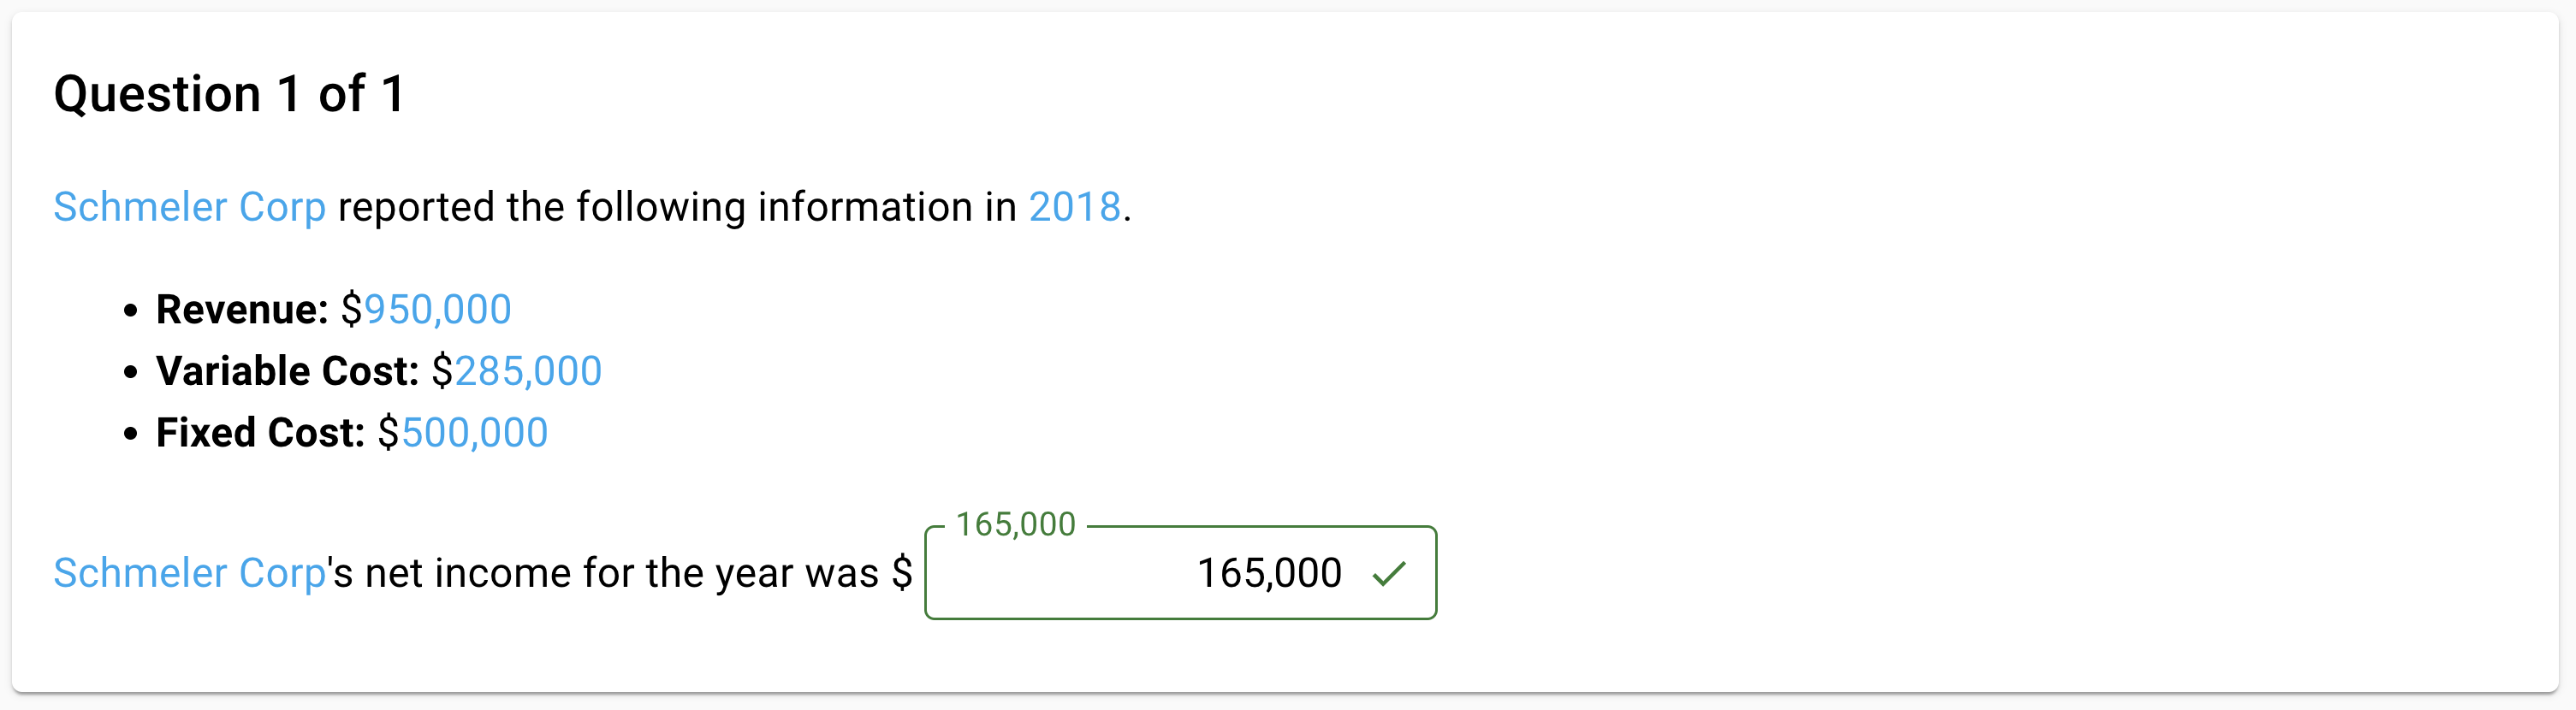 Question 1 of 1
Schmeler Corp reported the following information in 2018.
• Revenue: $950,000
• Variable Cost: $285,000
• Fixed Cost: $500,000
165,000
Schmeler Corp's net income for the year was $ 165,000 ✓